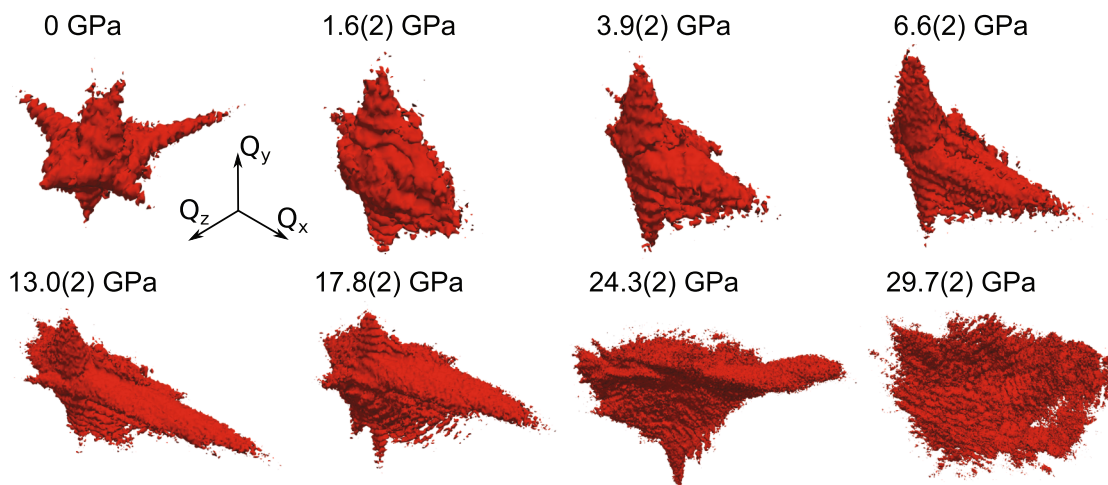 0 GPa
1.6(2) GPa
3.9(2) GPa
6.6(2) GPa
Qy
Qz
Qx
13.0(2) GPa
17.8(2) GPa
24.3(2) GPa
29.7(2) GPa